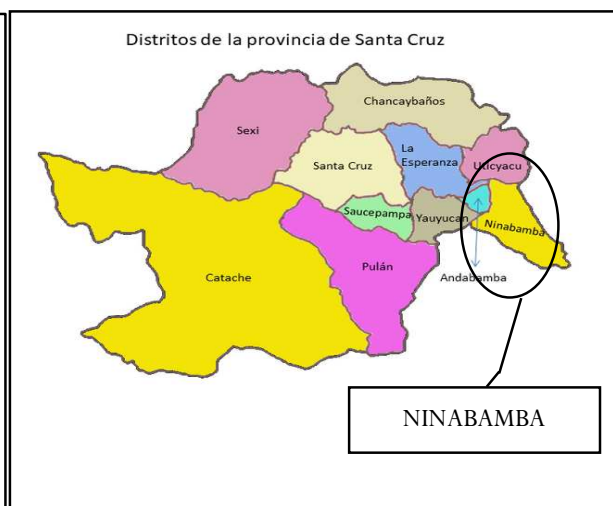 Distritos de la provincia de Santa Cruz
Chancaybaños
Sexi
La
Esperanza
Uticyacu
Santa Cruz
Saucepampa
Yauyucan
Ninabamba
Catache
Pulán
Andabamba
NINABAMBA